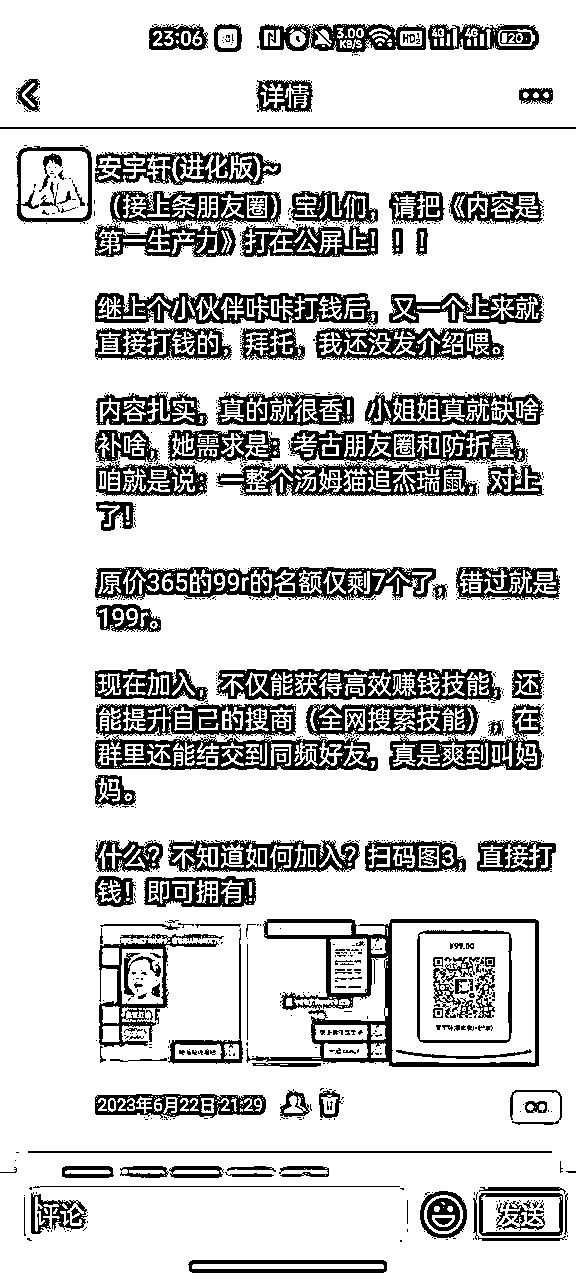 23:06
3.00
KB/S
HD
4G
4G
20
详情
安宇轩(进化版)~
（接上条朋友圈）宝儿们，请把《内容是
第一生产力》打在公屏上！！！
继上个小伙伴咔咔打钱后，又一个上来就
直接打钱的，拜托，我还没发介绍喂。
内容扎实，真的就很香！小姐姐真就缺啥
补啥，她需求是：考古朋友圈和防折叠，
咱就是说：一整个汤姆猫追杰瑞鼠，对上
了！
原价365的99r的名额仅剩7个了，错过就是
199r。
现在加入，不仅能获得高效赚钱技能，还
能提升自己的搜商（全网搜索技能），在
群里还能结交到同频好友，真是爽到叫妈
妈。
什么？不知道如何加入？扫码图3，直接打
钱！即可拥有！
¥99.00
2023年6月22日 21:29
评论
发送